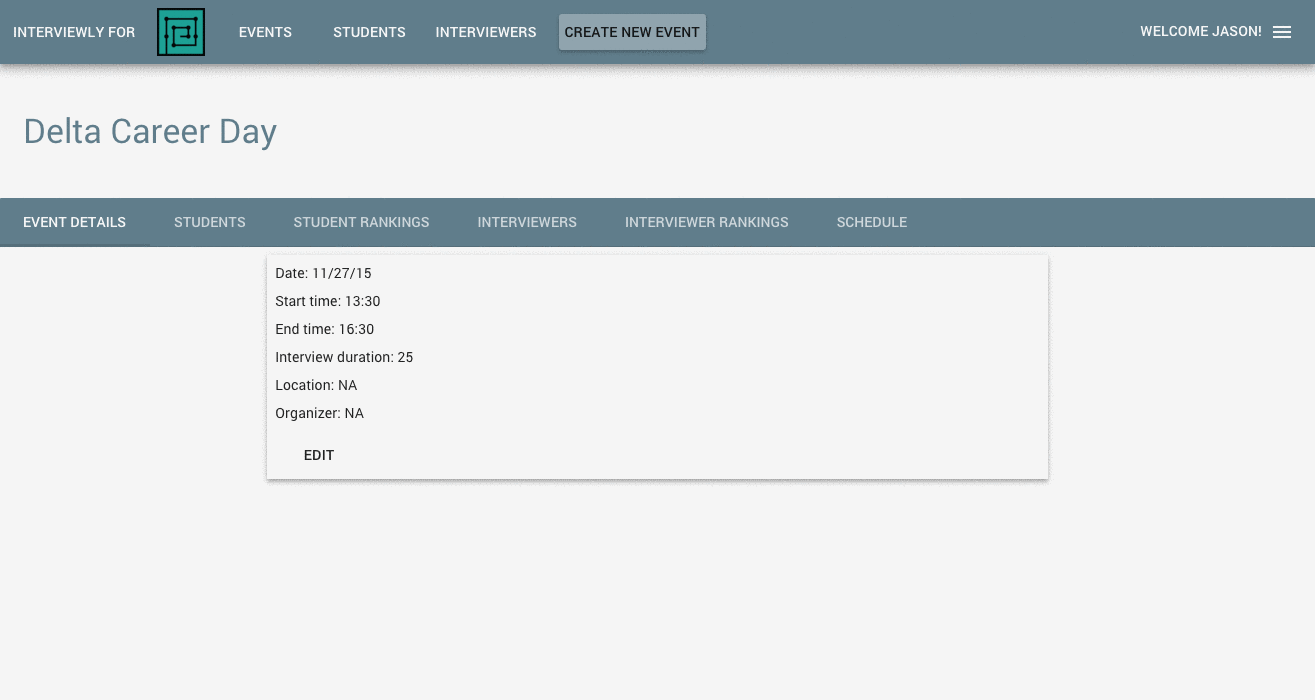 INTERVIEWLY FOR EVENTS STUDENTS INTERVIEWERS CREATE NEW EVENT WELCOME JASON!
Delta Career Day
EVENT DETAILS STUDENTS STUDENT RANKINGS INTERVIEWERS INTERVIEWER RANKINGS SCHEDULE
Date: 11/27/15
Start time: 13:30
End time: 16:30
Interview duration: 25
Location: NA
Organizer: NA
EDIT